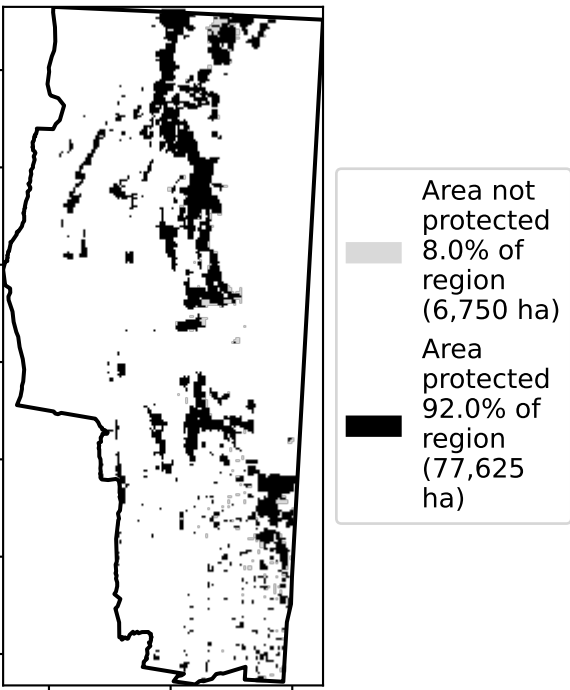 Area not
protected
8.0% of
region
(6,750 ha)
Area
protected
92.0% of
region
(77,625
ha)